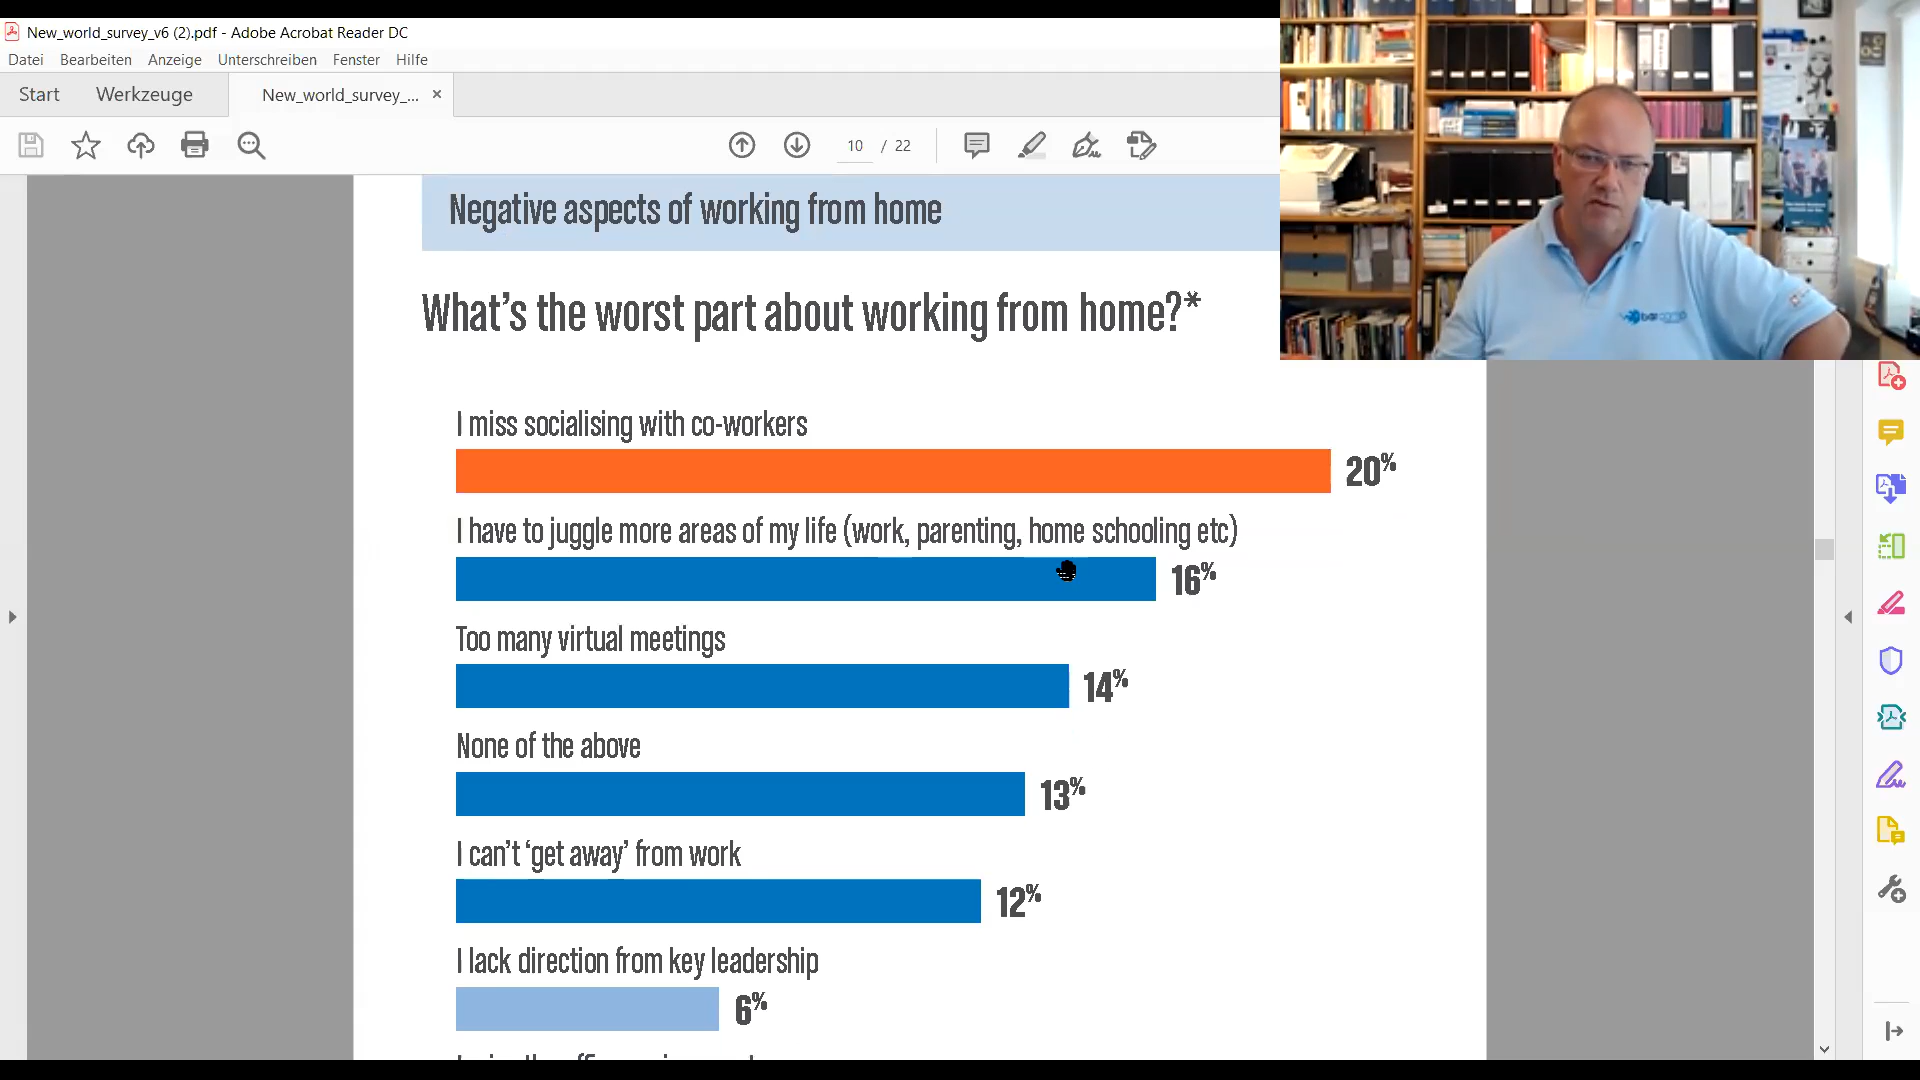 New_world_survey_v6 (2).pdf - Adobe Acrobat Reader DC
Datei Bearbeiten Anzeige Unterschreiben Fenster Hilfe
Start Werkzeuge New_world_survey_... ×
10 / 22
Negative aspects of working from home
What's the worst part about working from home?*
I miss socialising with co-workers
20%
I have to juggle more areas of my life (work, parenting, home schooling etc)
16%
Too many virtual meetings
14%
None of the above
13%
I can't ‘get away’ from work
12%
I lack direction from key leadership
6%
barcamp